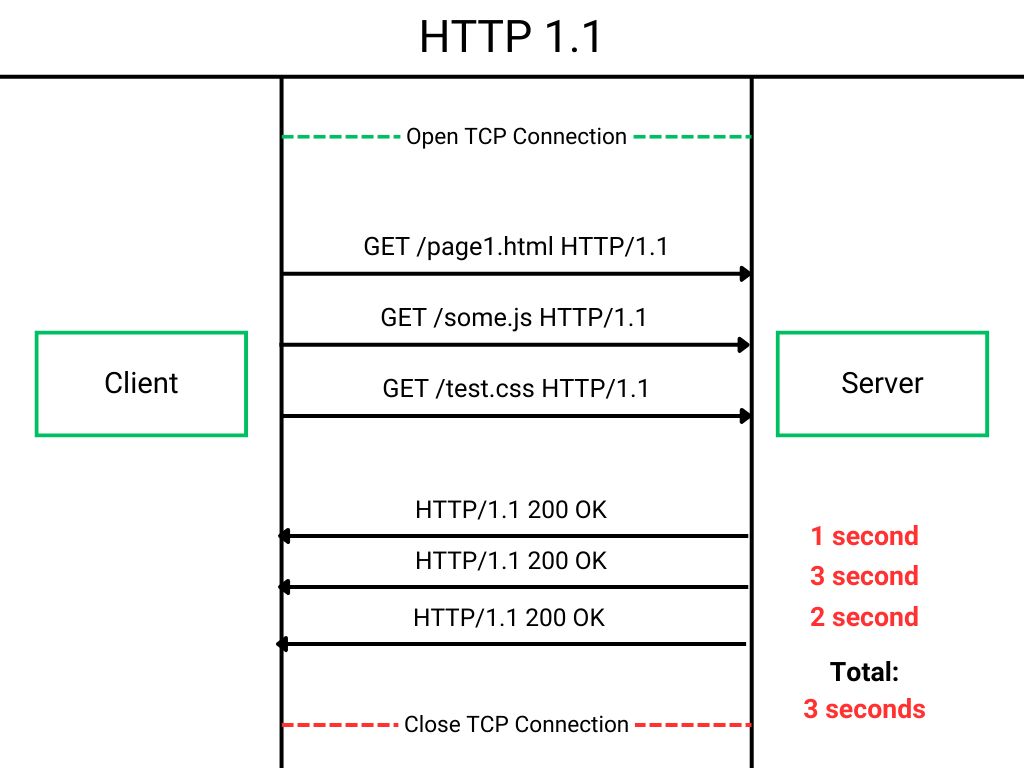 HTTP 1.1
Open TCP Connection
GET /page1.html HTTP/1.1
GET /some.js HTTP/1.1
GET /test.css HTTP/1.1
Client
Server
HTTP/1.1 200 OK
1 second
HTTP/1.1 200 OK
3 second
HTTP/1.1 200 OK
2 second
Total:
3 seconds
Close TCP Connection